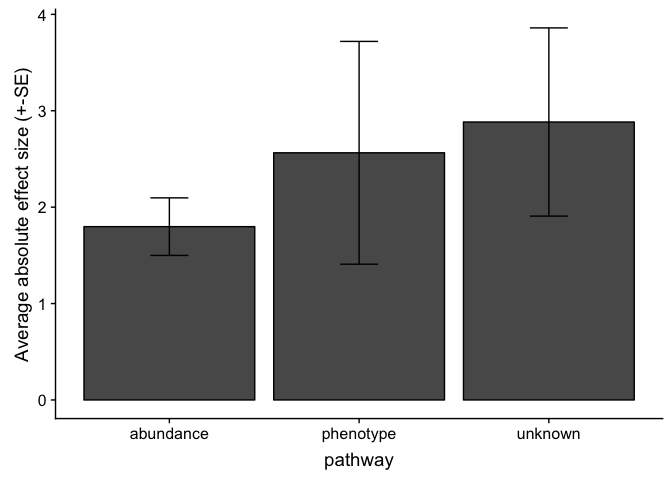 Average absolute effect size (+-SE)
4
3
2
1
0
abundance phenotype unknown
pathway